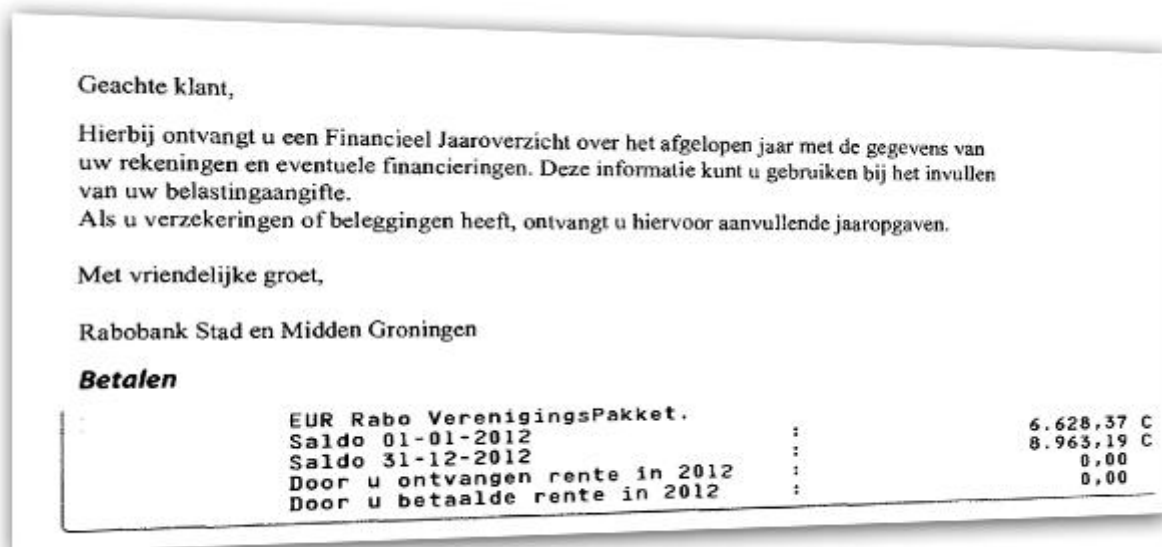 Geachte klant,
Hierbij ontvangt u een Financieel Jaaroverzicht over het afgelopen jaar met de gegevens van
uw rekeningen en eventuele financieringen. Deze informatie kunt u gebruiken bij het invullen
van uw belastingaangifte.
Als u verzekeringen of beleggingen heeft, ontvangt u hiervoor aanvullende jaaropgaven.
Met vriendelijke groet,
Rabobank Stad en Midden Groningen
Betalen
EUR Rabo VerenigingsPakket.
Saldo 01-01-2012 : 6.628,37 C
Saldo 31-12-2012 : 8.963,19 C
Door u ontvangen rente in 2012 : 0,00
Door u betaalde rente in 2012 : 0,00